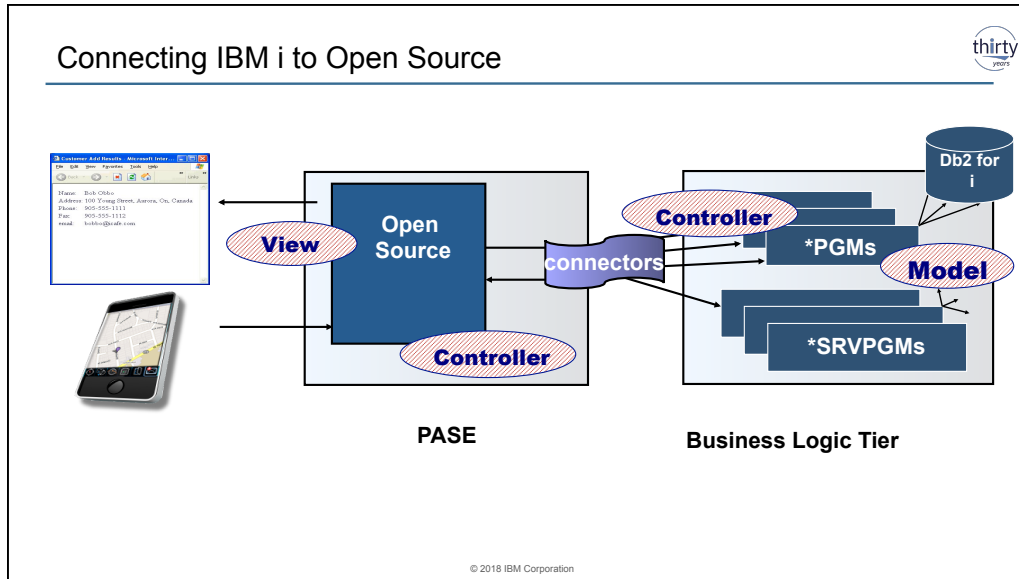 Connecting IBM i to Open Source
thirty
years
Customer Add Results - Microsoft Inter...
File Edit View Favorites Tools Help
Back
Links
Name: Bob Obbo
Address: 100 Young Street, Aurora, On, Canada
Phone: 905-555-1111
Fax: 905-555-1112
email: bobbo@icafe.com
View
Open
Source
Controller
connectors
Controller
*PGMs
Db2 for
i
Model
*SRVPGMs
PASE
Business Logic Tier
© 2018 IBM Corporation